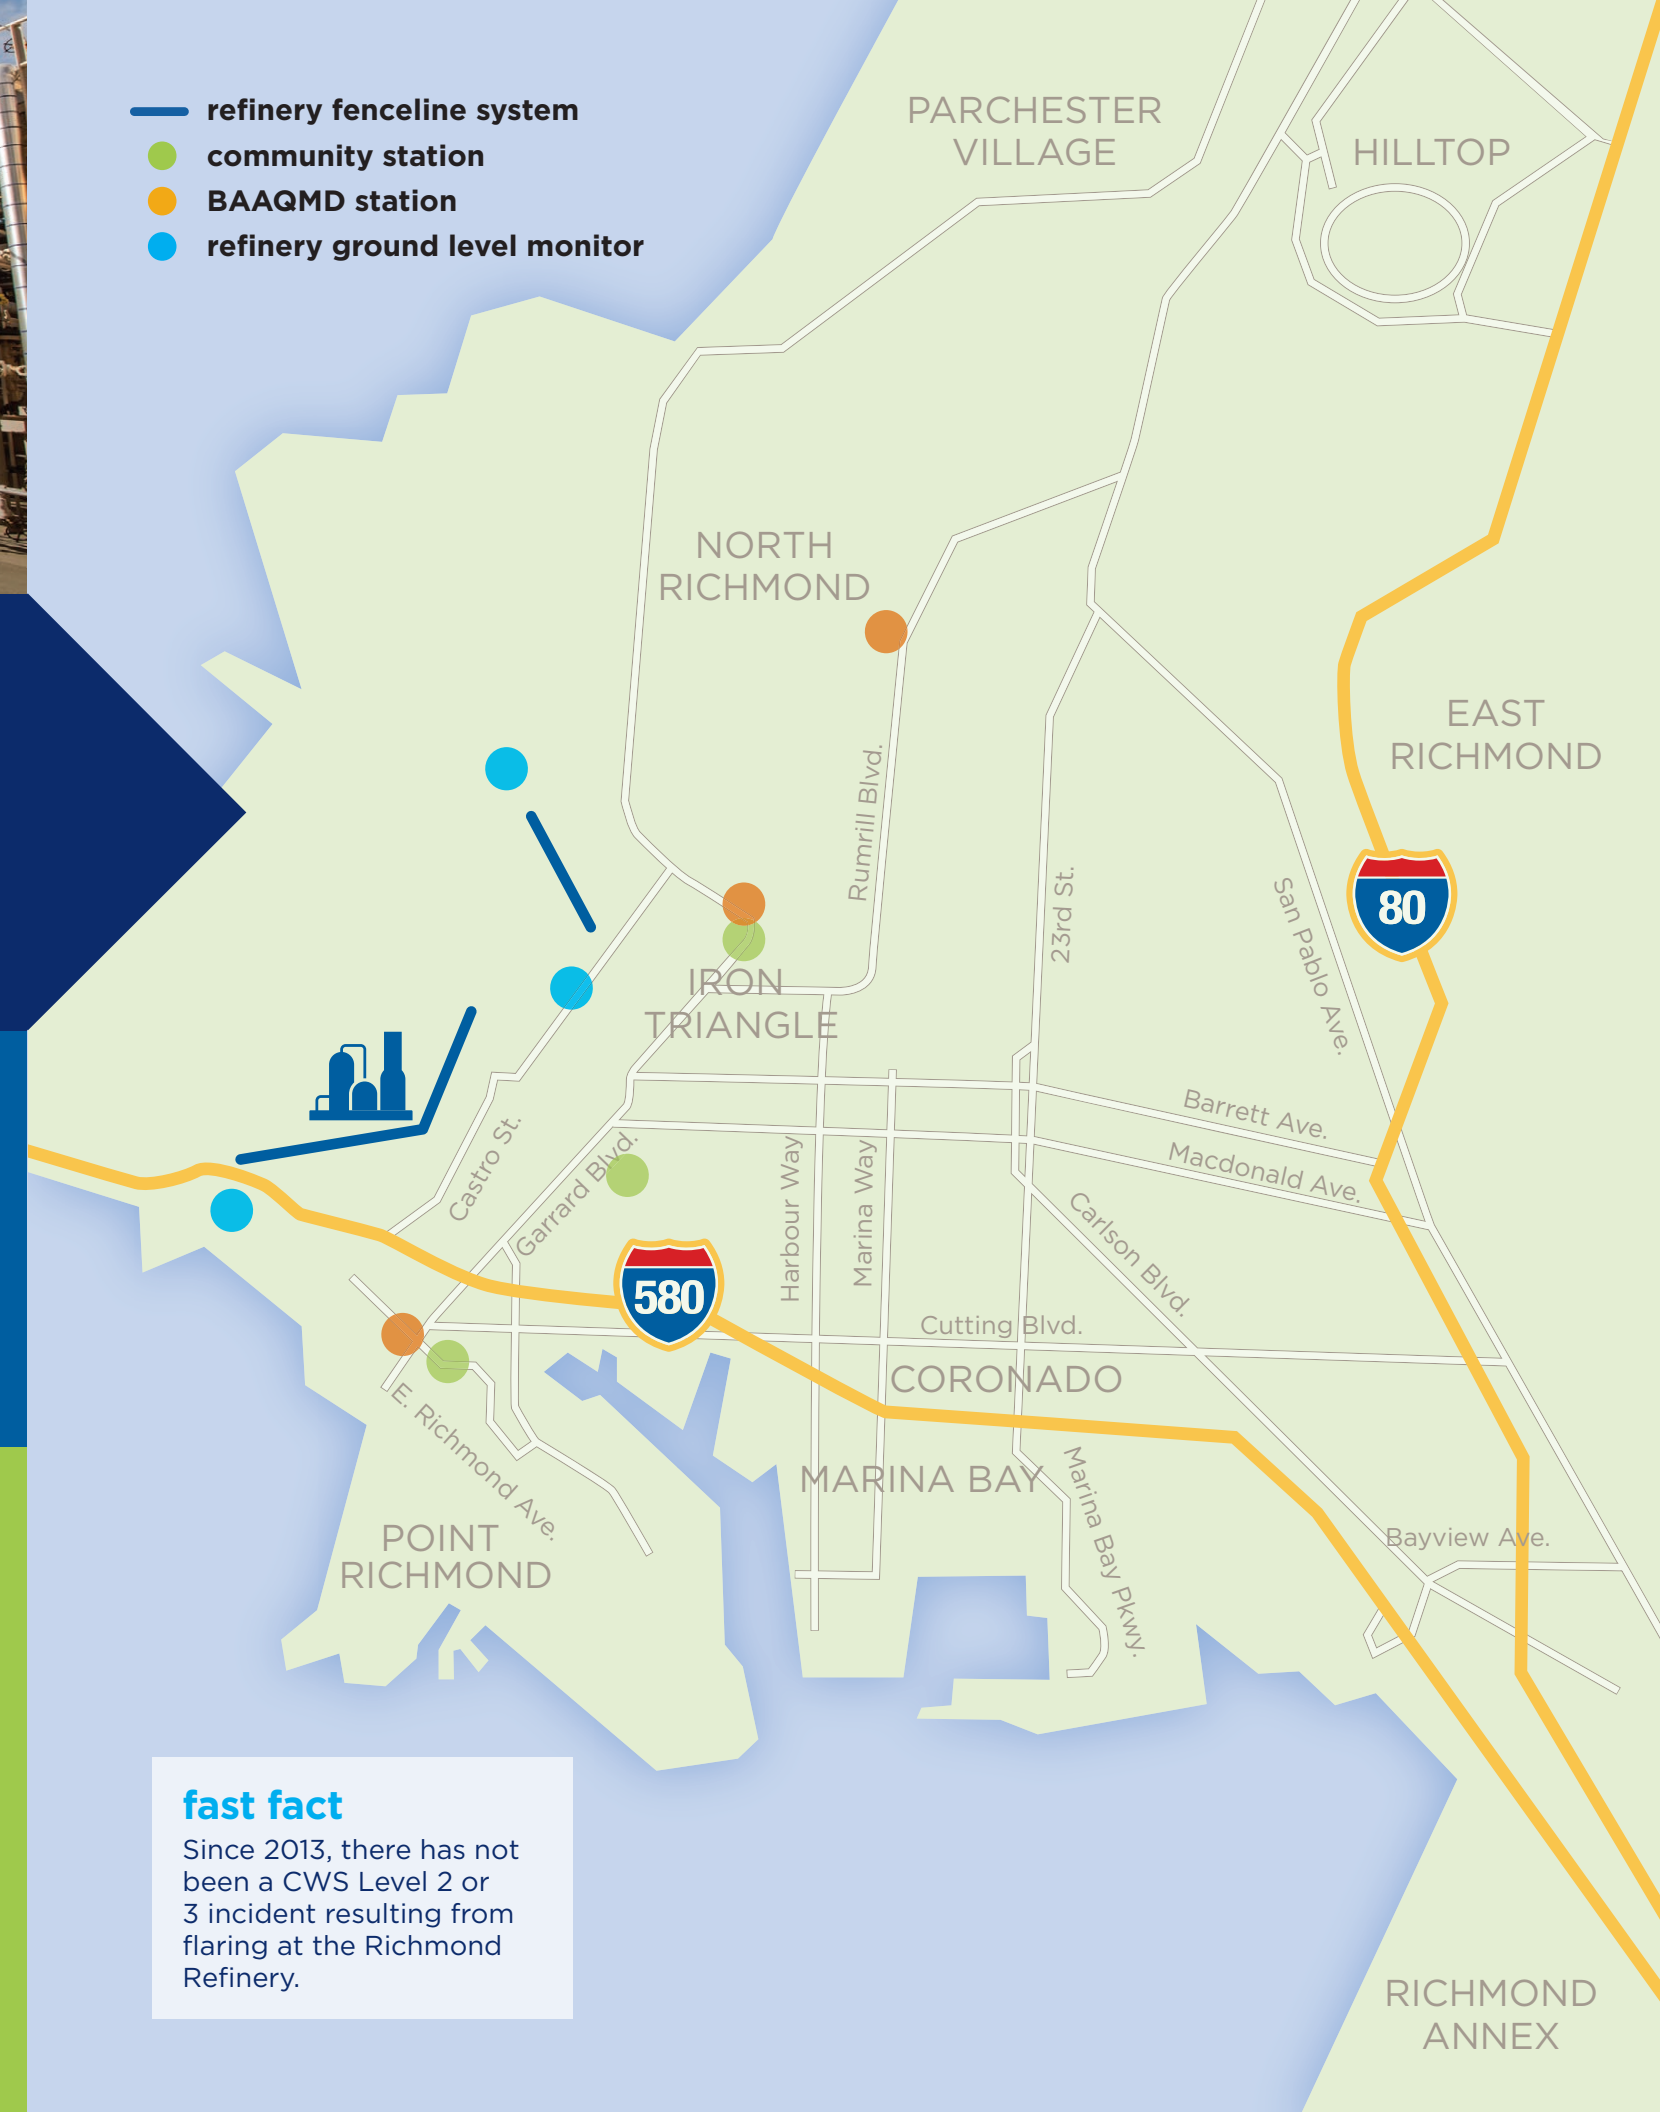 refinery fenceline system
community station
BAAQMD station
refinery ground level monitor
PARCHESTER
VILLAGE
HILLTOP
NORTH
RICHMOND
EAST
RICHMOND
Rumrill Blvd.
23rd St.
San Pablo Ave.
80
IRON
TRIANGLE
Barrett Ave.
Macdonald Ave.
Castro St.
Garrard Blvd.
Harbour Way
Marina Way
Carlson Blvd.
580
Cutting Blvd.
CORONADO
E. Richmond Ave.
MARINA BAY
Marina Bay Pkwy.
Bayview Ave.
POINT
RICHMOND
fast fact
Since 2013, there has not
been a CWS Level 2 or
3 incident resulting from
flaring at the Richmond
Refinery.
RICHMOND
ANNEX